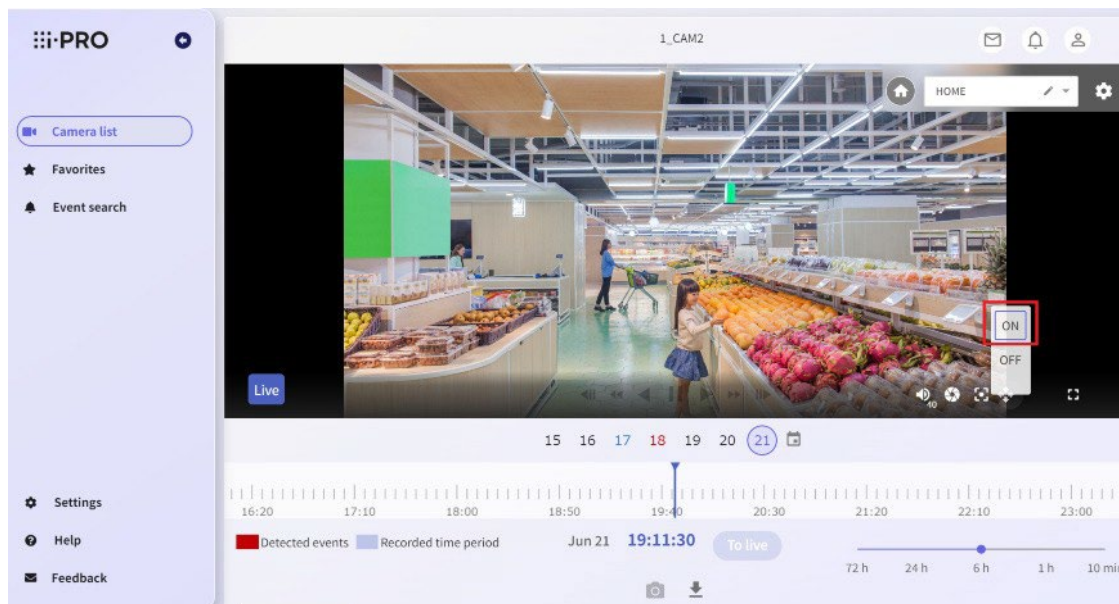 i-PRO
1_CAM2
HOME
Camera list
Favorites
Event search
ON
OFF
Live
40
15 16 17 18 19 20 21
16:20 17:10 18:00 18:50 19:40 20:30 21:20 22:10 23:00
Settings
Detected events Recorded time period Jun 21 19:11:30 To live
Help
72 h 24 h 6 h 1 h 10 min
Feedback